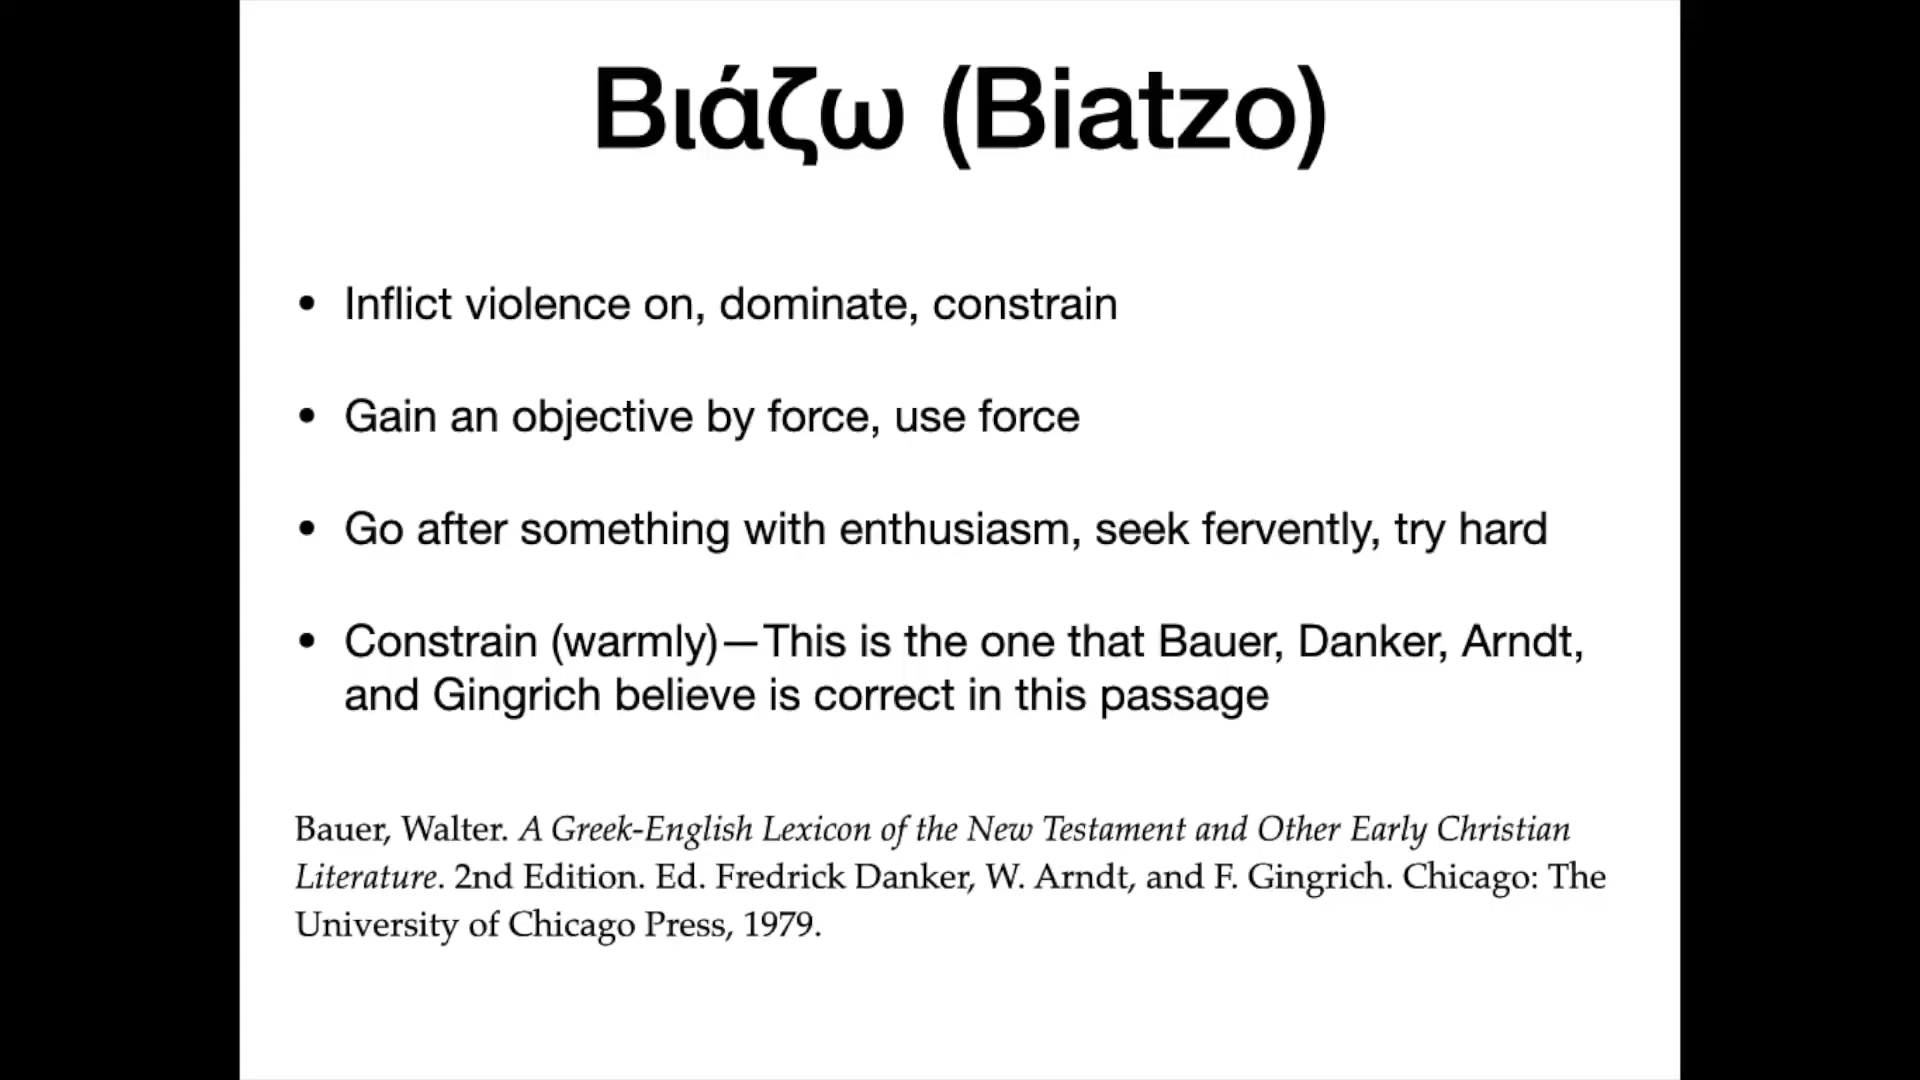 Βιάζω (Biatzo)
• Inflict violence on, dominate, constrain
• Gain an objective by force, use force
• Go after something with enthusiasm, seek fervently, try hard
• Constrain (warmly)—This is the one that Bauer, Danker, Arndt,
and Gingrich believe is correct in this passage
Bauer, Walter. A Greek-English Lexicon of the New Testament and Other Early Christian
Literature. 2nd Edition. Ed. Fredrick Danker, W. Arndt, and F. Gingrich. Chicago: The
University of Chicago Press, 1979.